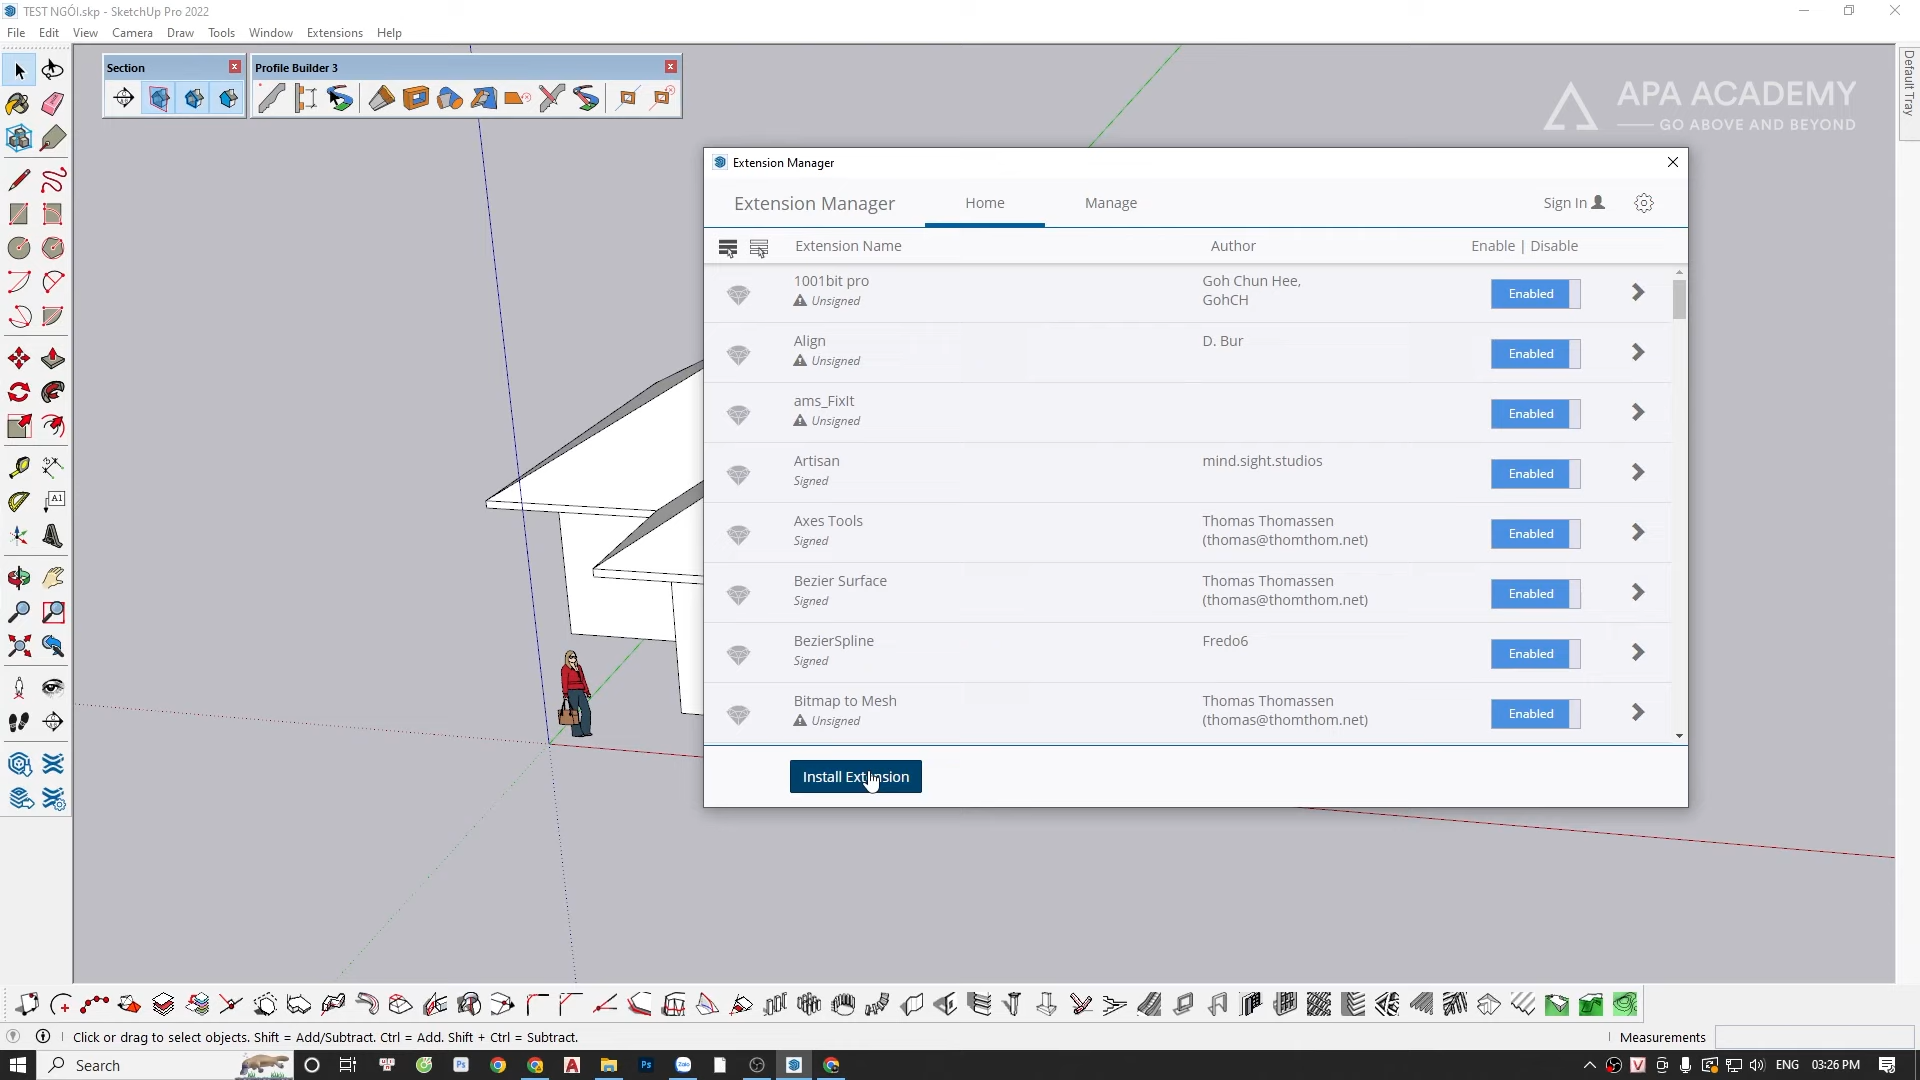 TEST NGÓI.skp - SketchUp Pro 2022
File Edit View Camera Draw Tools Window Extensions Help
Section
Profile Builder 3
Default Tray
APA ACADEMY
GO ABOVE AND BEYOND
Extension Manager
Extension Manager Home Manage Sign In
Extension Name Author Enable | Disable
1001bit pro Goh Chun Hee, Enabled
Unsigned GohCH
Align D. Bur Enabled
Unsigned
ams_FixIt Enabled
Unsigned
Artisan mind.sight.studios Enabled
Signed
Axes Tools Thomas Thomassen Enabled
Signed (thomas@thomthom.net)
Bezier Surface Thomas Thomassen Enabled
Signed (thomas@thomthom.net)
BezierSpline Fredo6 Enabled
Signed
Bitmap to Mesh Thomas Thomassen Enabled
Unsigned (thomas@thomthom.net)
Install Extension
A1
Click or drag to select objects. Shift = Add/Subtract. Ctrl = Add. Shift + Ctrl = Subtract. Measurements
Search Ps A Ps Zalo V ENG 03:26 PM